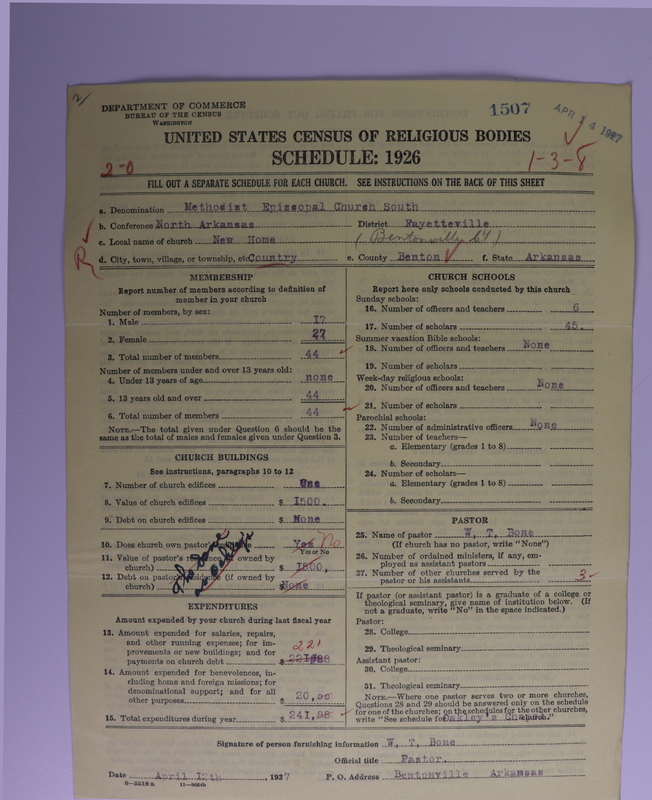 2/
DEPARTMENT OF COMMERCE
BUREAU OF THE CENSUS
WASHINGTON
1507
APR 14 1927
UNITED STATES CENSUS OF RELIGIOUS BODIES
SCHEDULE: 1926
2-0
1-3-8
FILL OUT A SEPARATE SCHEDULE FOR EACH CHURCH. SEE INSTRUCTIONS ON THE BACK OF THIS SHEET
a. Denomination Methodist Episcopal Church South
b. Conference North Arkansas District Fayetteville
c. Local name of church New Home (Bentonville Ct)
R
d. City, town, village, or township, etc Country e. County Benton f. State Arkansas
MEMBERSHIP
Report number of members according to definition of
member in your church
Number of members, by sex:
1. Male 17
2. Female 27
3. Total number of members 44
Number of members under and over 13 years old:
4. Under 13 years of age none
5. 13 years old and over 44
6. Total number of members 44
NOTE.—The total given under Question 6 should be the
same as the total of males and females given under Question 3.
CHURCH BUILDINGS
See instructions, paragraphs 10 to 12
7. Number of church edifices One
8. Value of church edifices $ 1500.
9. Debt on church edifices $ None
10. Does church own pastor's Yes No
Yes or No
11. Value of pastor's owned by
church) $ 1500,
12. Debt on pastor's (if owned by
church) $ None
EXPENDITURES
Amount expended by your church during last fiscal year
13. Amount expended for salaries, repairs,
and other running expenses; for im-
provements or new buildings; and for
payments on church debt 221 $
14. Amount expended for benevolences, in-
cluding home and foreign missions; for
denominational support; and for all
other purposes $ 20,00
15. Total expenditures during year $ 241,88
CHURCH SCHOOLS
Report here only schools conducted by this church
Sunday schools:
16. Number of officers and teachers 6
17. Number of scholars 45
Summer vacation Bible schools:
18. Number of officers and teachers None
19. Number of scholars
Week-day religious schools:
20. Number of officers and teachers None
21. Number of scholars
Parochial schools:
22. Number of administrative officers None
23. Number of teachers—
a. Elementary (grades 1 to 8)
b. Secondary
24. Number of scholars—
a. Elementary (grades 1 to 8)
b. Secondary
PASTOR
25. Name of pastor W. T. Bone
(If church has no pastor, write "None")
26. Number of ordained ministers, if any, em-
ployed as assistant pastors
27. Number of other churches served by the
pastor or his assistants 3
If pastor (or assistant pastor) is a graduate of a college or
theological seminary, give name of institution below. (If
not a graduate, write "No" in the space indicated.)
Pastor:
28. College
29. Theological seminary
Assistant pastor:
30. College
31. Theological seminary
NOTE.—Where one pastor serves two or more churches,
Questions 28 and 29 should be answered only on the schedule
for one of the churches; on the schedules for the other churches,
write "See schedule for Oakley's Chapel church."
Signature of person furnishing information W. T. Bone
Official title Pastor.
Date April 12th, 1927 P. O. Address Bentonville Arkansas